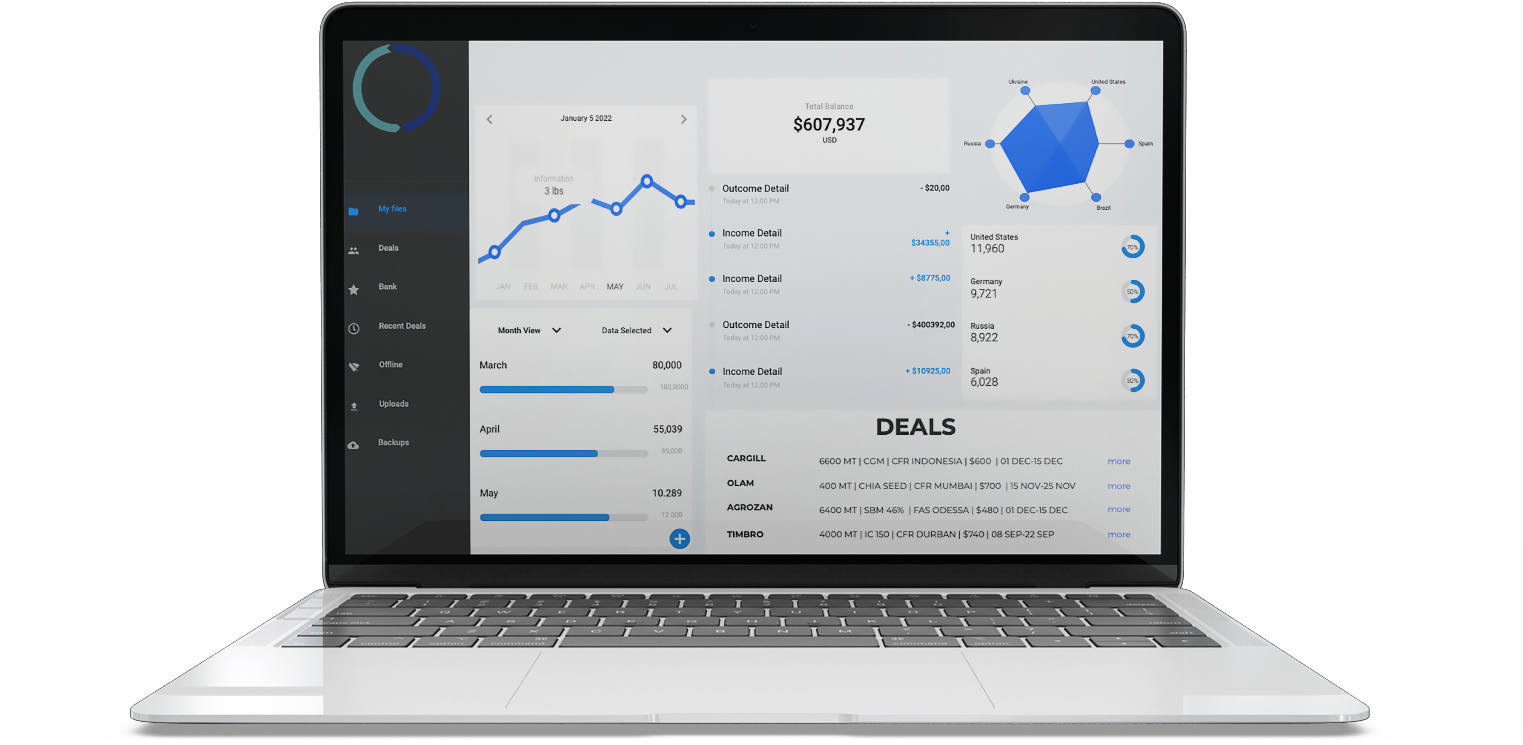 My files
Deals
Bank
Recent Deals
Offline
Uploads
Backups
January 5 2022
Information
3 lbs
JAN FEB MAR APR MAY JUN JUL
Month View
Data Selected
March 80,000
100,0000
April 55,039
89,000
May 10.289
12,000
Total Balance
$607,937
USD
Outcome Detail - $20,00
Today at 12.00 PM
Income Detail +
$34355,00
Today at 12.00 PM
Income Detail + $8775,00
Today at 12.00 PM
Outcome Detail - $400392,00
Today at 12.00 PM
Income Detail + $10925,00
Today at 12.00 PM
Ukraine
United States
Russia
Spain
Germany
Brazil
United States
11,960
70%
Germany
9,721
50%
Russia
8,922
70%
Spain
6,028
50%
DEALS
CARGILL 6600 MT | CGM | CFR INDONESIA | $600 | 01 DEC-15 DEC more
OLAM 400 MT | CHIA SEED | CFR MUMBAI | $700 | 15 NOV-25 NOV more
AGROZAN 6400 MT | SBM 46% | FAS ODESSA | $480 | 01 DEC-15 DEC more
TIMBRO 4000 MT | IC 150 | CFR DURBAN | $740 | 08 SEP-22 SEP more